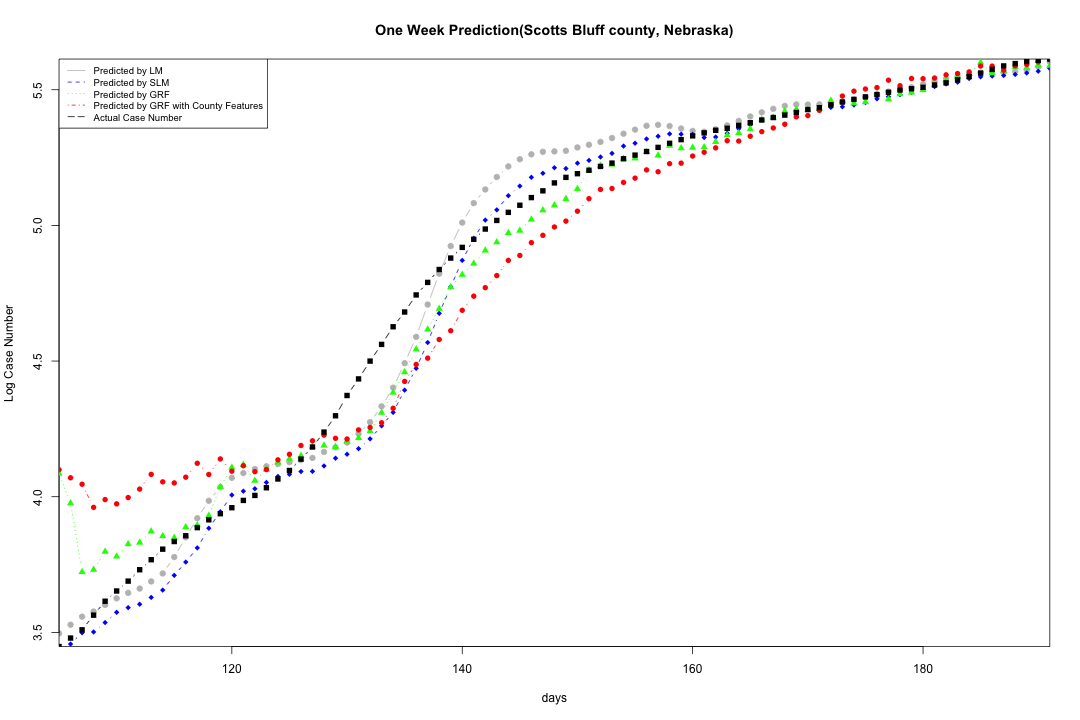 One Week Prediction(Scotts Bluff county, Nebraska)
Predicted by LM
Predicted by SLM
Predicted by GRF
Predicted by GRF with County Features
Actual Case Number
5.5
5.0
4.5
4.0
3.5
Log Case Number
120
140
160
180
days